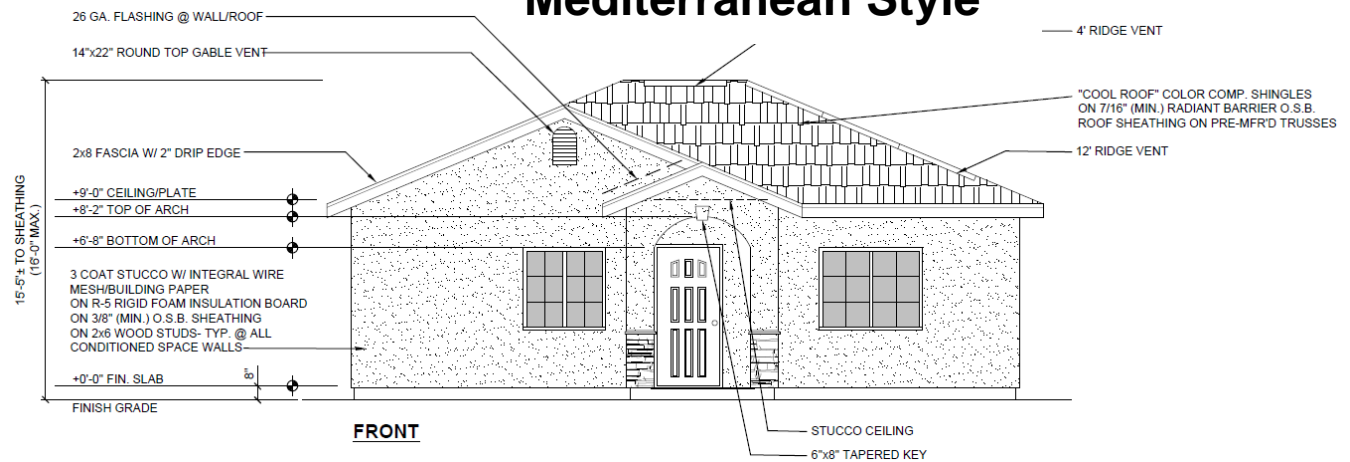 Mediterranean Style
26 GA. FLASHING @ WALL/ROOF
14"x22" ROUND TOP GABLE VENT
2x8 FASCIA W/ 2" DRIP EDGE
+9'-0" CEILING/PLATE
+8'-2" TOP OF ARCH
+6'-8" BOTTOM OF ARCH
3 COAT STUCCO W/ INTEGRAL WIRE
MESH/BUILDING PAPER
ON R-5 RIGID FOAM INSULATION BOARD
ON 3/8" (MIN.) O.S.B. SHEATHING
ON 2x6 WOOD STUDS- TYP. @ ALL
CONDITIONED SPACE WALLS
+0'-0" FIN. SLAB
8"
FINISH GRADE
15'-5"± TO SHEATHING
(16'-0" MAX.)
4' RIDGE VENT
"COOL ROOF" COLOR COMP. SHINGLES
ON 7/16" (MIN.) RADIANT BARRIER O.S.B.
ROOF SHEATHING ON PRE-MFR'D TRUSSES
12' RIDGE VENT
STUCCO CEILING
6"x8" TAPERED KEY
FRONT